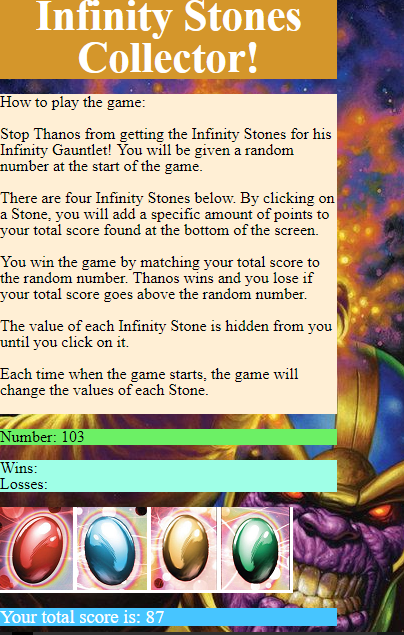 Infinity Stones
Collector!
How to play the game:
Stop Thanos from getting the Infinity Stones for his
Infinity Gauntlet! You will be given a random
number at the start of the game.
There are four Infinity Stones below. By clicking on
a Stone, you will add a specific amount of points to
your total score found at the bottom of the screen.
You win the game by matching your total score to
the random number. Thanos wins and you lose if
your total score goes above the random number.
The value of each Infinity Stone is hidden from you
until you click on it.
Each time when the game starts, the game will
change the values of each Stone.
Number: 103
Wins:
Losses:
Your total score is: 87